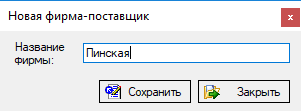 Новая фирма-поставщик
Название
фирмы:
Пинская
Сохранить
Закрыть